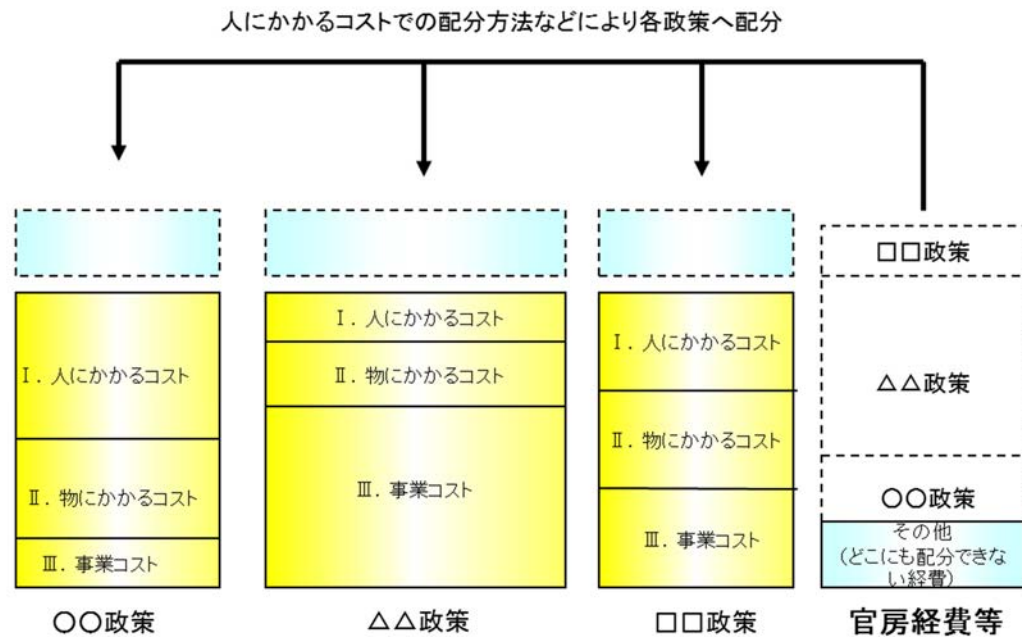 人にかかるコストでの配分方法などにより各政策へ配分
Ⅰ．人にかかるコスト
Ⅱ．物にかかるコスト
Ⅲ．事業コスト
○○政策
Ⅰ．人にかかるコスト
Ⅱ．物にかかるコスト
Ⅲ．事業コスト
△△政策
Ⅰ．人にかかるコスト
Ⅱ．物にかかるコスト
Ⅲ．事業コスト
□□政策
□□政策
△△政策
○○政策
その他
(どこにも配分できな
い経費)
官房経費等